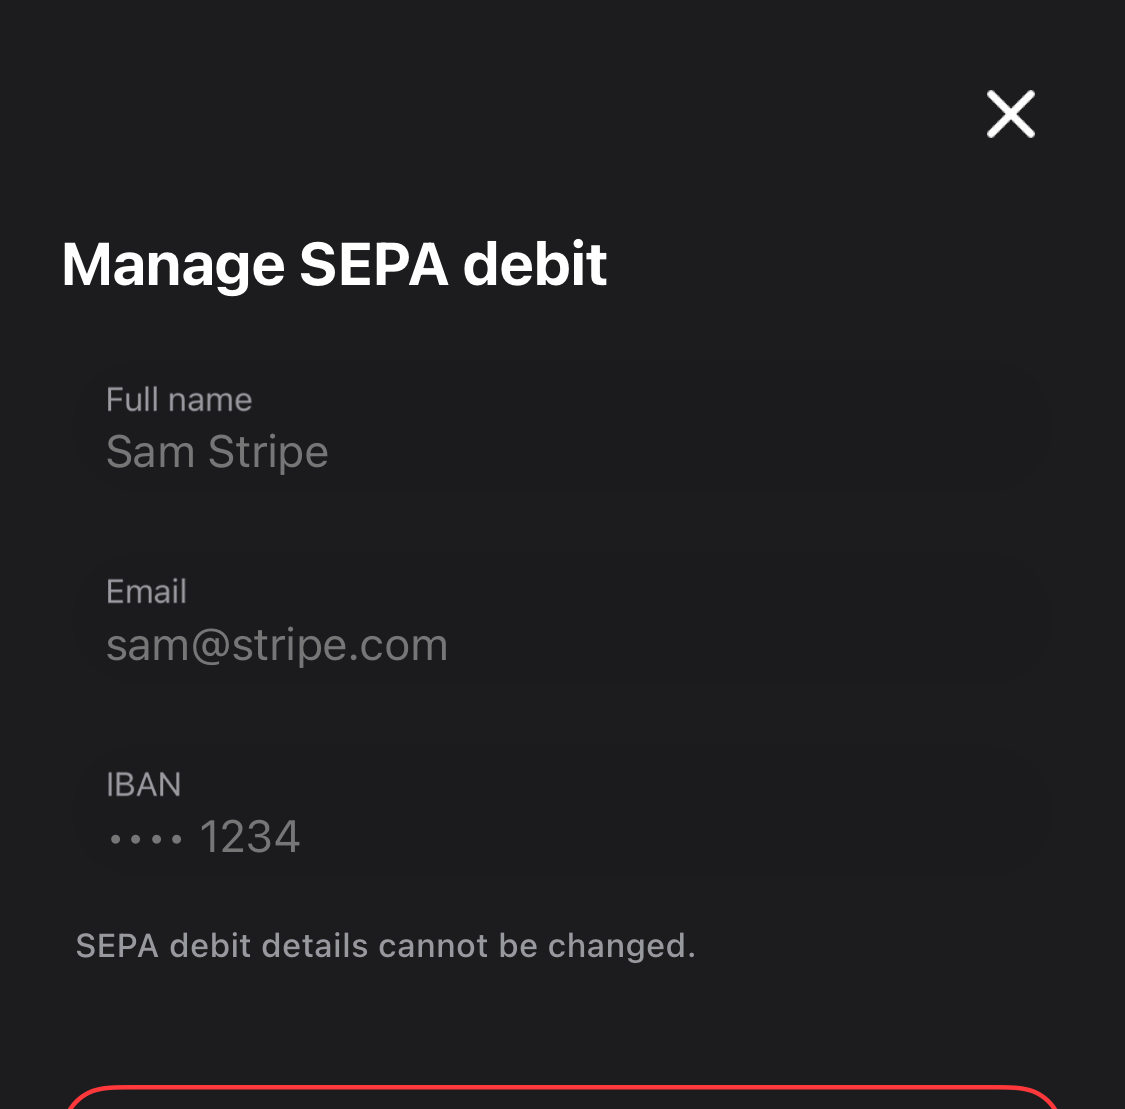 Manage SEPA debit
Full name
Sam Stripe
Email
sam@stripe.com
IBAN
•••• 1234
SEPA debit details cannot be changed.